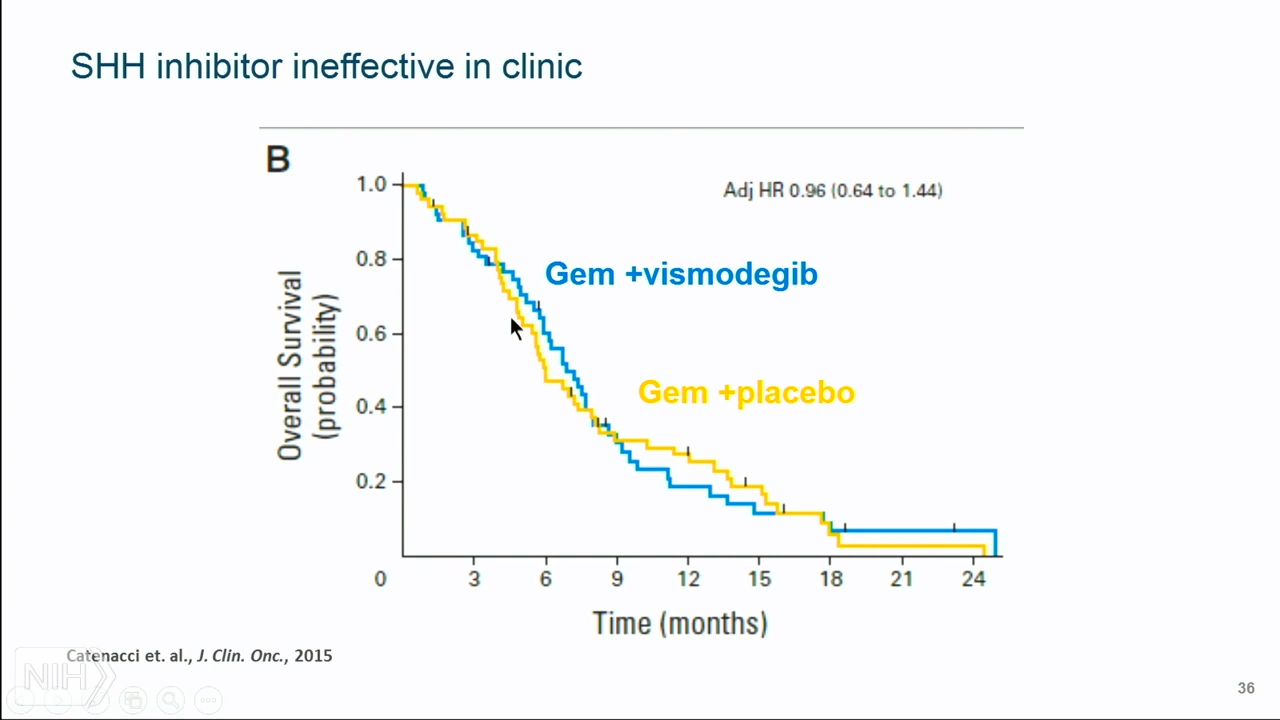 SHH inhibitor ineffective in clinic
B
Adj HR 0.96 (0.64 to 1.44)
Overall Survival
(probability)
1.0
0.8
0.6
0.4
0.2
Gem +vismodegib
Gem +placebo
0 3 6 9 12 15 18 21 24
Time (months)
Catenacci et. al., J. Clin. Onc., 2015
NIH
36